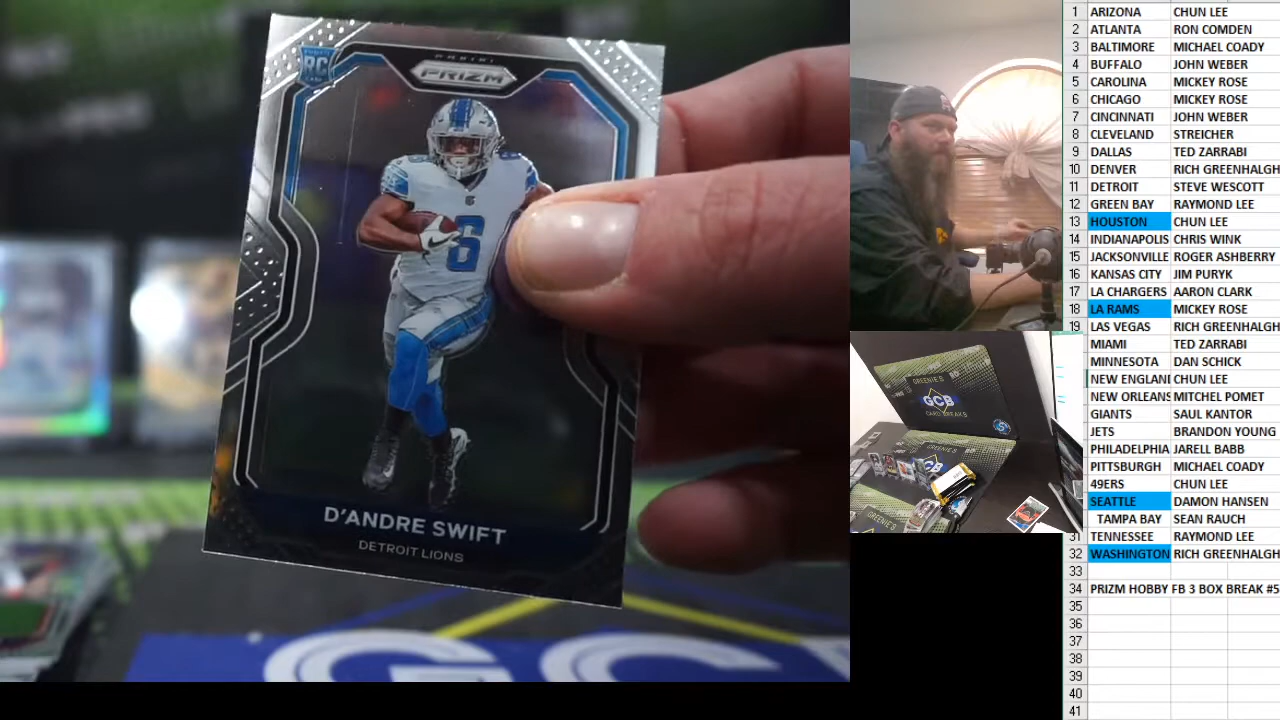 ROOKIE
RC
CARD
PANINI
PRIZM
6
D'ANDRE SWIFT
DETROIT LIONS
GCB
GREENIE'S
GCB
CARD BREAKS
GREENIE'S
1 ARIZONA CHUN LEE
2 ATLANTA RON COMDEN
3 BALTIMORE MICHAEL COADY
4 BUFFALO JOHN WEBER
5 CAROLINA MICKEY ROSE
6 CHICAGO MICKEY ROSE
7 CINCINNATI JOHN WEBER
8 CLEVELAND STREICHER
9 DALLAS TED ZARRABI
10 DENVER RICH GREENHALGH
11 DETROIT STEVE WESCOTT
12 GREEN BAY RAYMOND LEE
13 HOUSTON CHUN LEE
14 INDIANAPOLIS CHRIS WINK
15 JACKSONVILLE ROGER ASHBERRY
16 KANSAS CITY JIM PURYK
17 LA CHARGERS AARON CLARK
18 LA RAMS MICKEY ROSE
19 LAS VEGAS RICH GREENHALGH
MIAMI TED ZARRABI
MINNESOTA DAN SCHICK
NEW ENGLAND CHUN LEE
NEW ORLEANS MITCHEL POMET
GIANTS SAUL KANTOR
JETS BRANDON YOUNG
PHILADELPHIA JARELL BABB
PITTSBURGH MICHAEL COADY
49ERS CHUN LEE
SEATTLE DAMON HANSEN
TAMPA BAY SEAN RAUCH
31 TENNESSEE RAYMOND LEE
32 WASHINGTON RICH GREENHALGH
33
34 PRIZM HOBBY FB 3 BOX BREAK #5
35
36
37
38
39
40
41